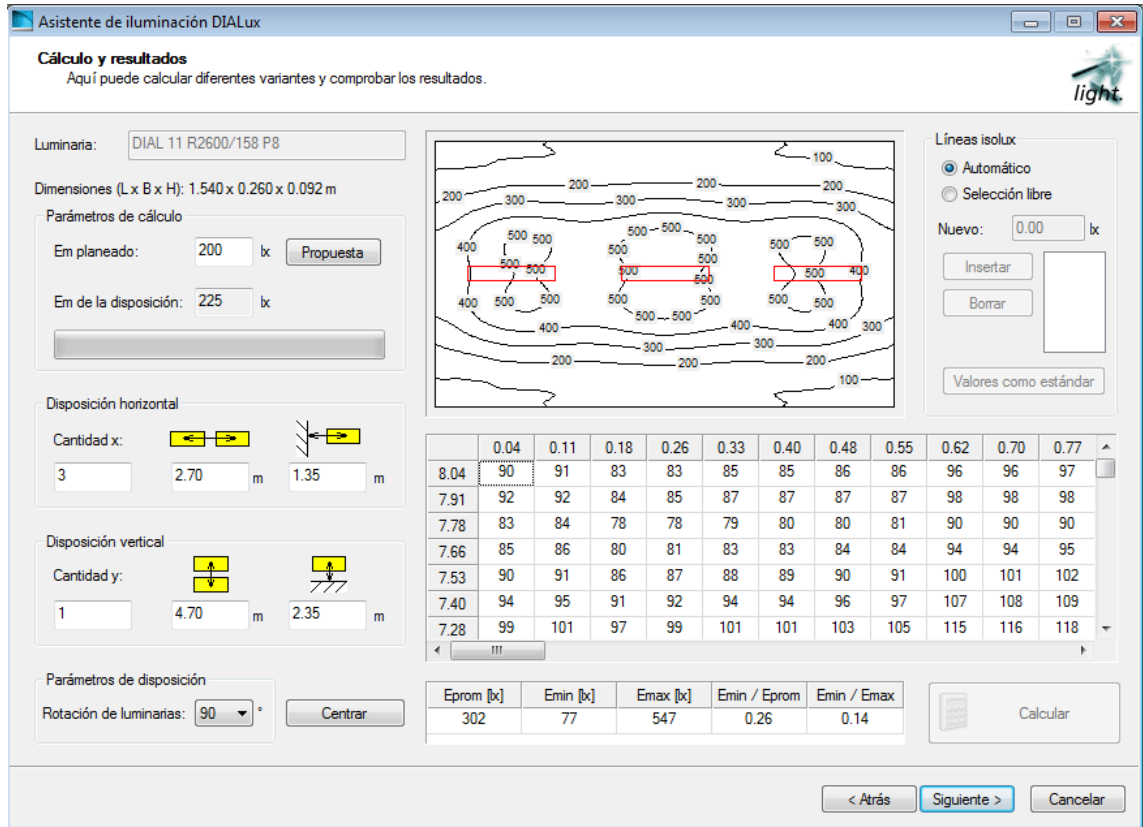 Asistente de iluminación DIALux
Cálculo y resultados
Aquí puede calcular diferentes variantes y comprobar los resultados.
light.
Luminaria: DIAL 11 R2600/158 P8
Dimensiones (L x B x H): 1.540 x 0.260 x 0.092 m
Parámetros de cálculo
Em planeado: 200 lx Propuesta
Em de la disposición: 225 lx
Disposición horizontal
Cantidad x:
3 2.70 m 1.35 m
Disposición vertical
Cantidad y:
1 4.70 m 2.35 m
Parámetros de disposición
Rotación de luminarias: 90 ° Centrar
100
200 200 200 200
300 300 300 300
500 500 500 500 500 500 500
400 500 500
500 500 500 500 500 500 400
400 500 500 500 500 500 500
500 500
400 400 400 300
300 300
200 200 200
100
Líneas isolux
Automático
Selección libre
Nuevo: 0.00 lx
Insertar
Borrar
Valores como estándar
0.04 0.11 0.18 0.26 0.33 0.40 0.48 0.55 0.62 0.70 0.77
8.04 90 91 83 83 85 85 86 86 96 96 97
7.91 92 92 84 85 87 87 87 87 98 98 98
7.78 83 84 78 78 79 80 80 81 90 90 90
7.66 85 86 80 81 83 83 84 84 94 94 95
7.53 90 91 86 87 88 89 90 91 100 101 102
7.40 94 95 91 92 94 94 96 97 107 108 109
7.28 99 101 97 99 101 101 103 105 115 116 118
Eprom [lx] Emin [lx] Emax [lx] Emin / Eprom Emin / Emax
302 77 547 0.26 0.14
Calcular
< Atrás Siguiente > Cancelar